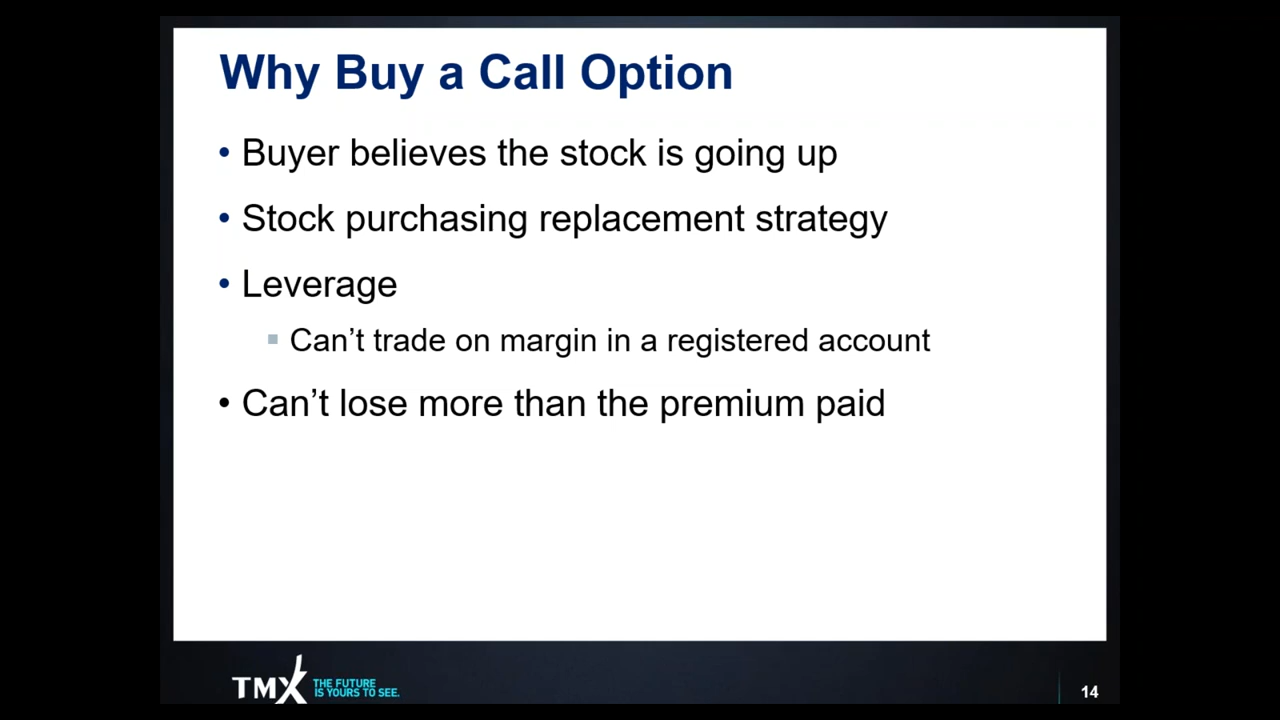 Why Buy a Call Option
• Buyer believes the stock is going up
• Stock purchasing replacement strategy
• Leverage
▪ Can’t trade on margin in a registered account
• Can’t lose more than the premium paid
TMX
THE FUTURE
IS YOURS TO SEE.
14